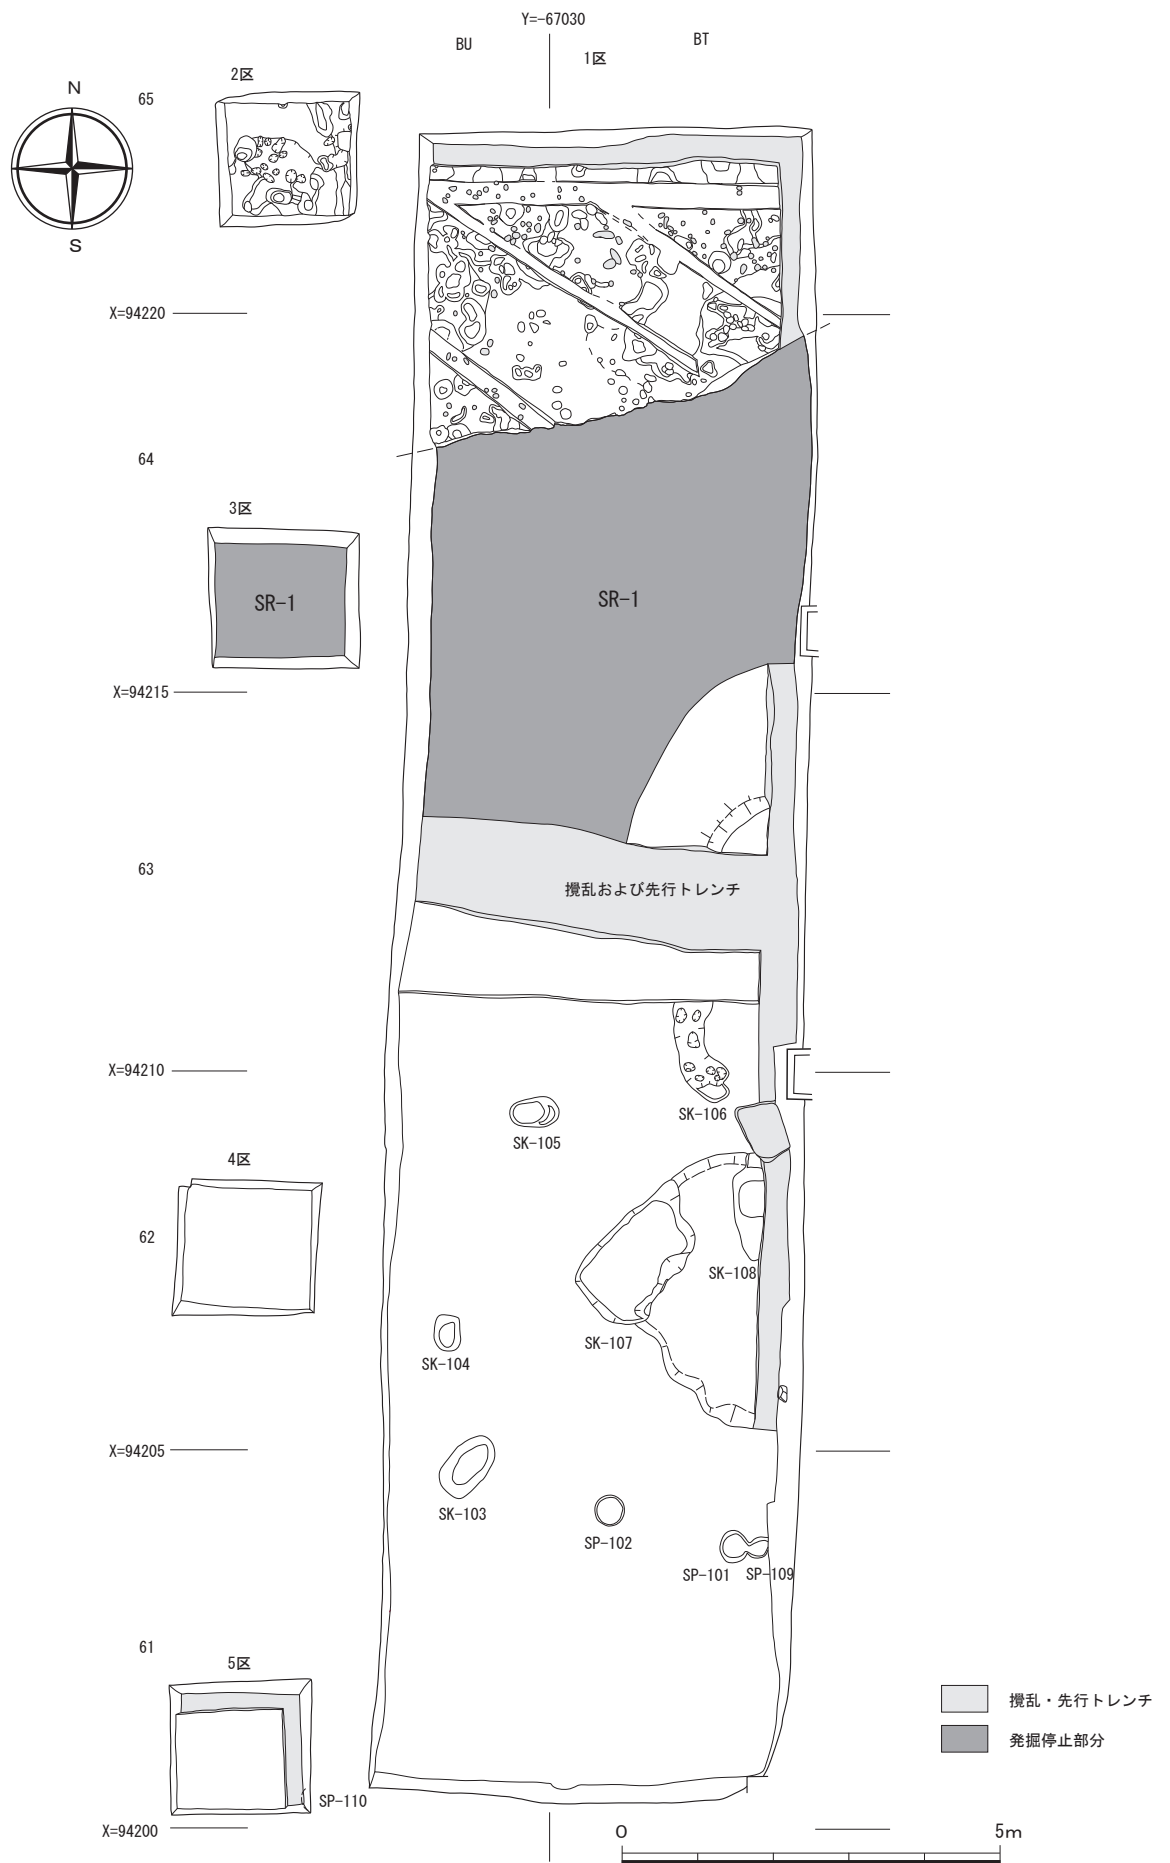 Y=-67030
BU
BT
1区
2区
65
N
S
X=94220
64
3区
SR-1
SR-1
X=94215
63
攪乱および先行トレンチ
X=94210
SK-106
SK-105
4区
62
SK-108
SK-107
SK-104
X=94205
SK-103
SP-102
SP-101
SP-109
61
5区
攪乱・先行トレンチ
発掘停止部分
SP-110
X=94200
0
5m